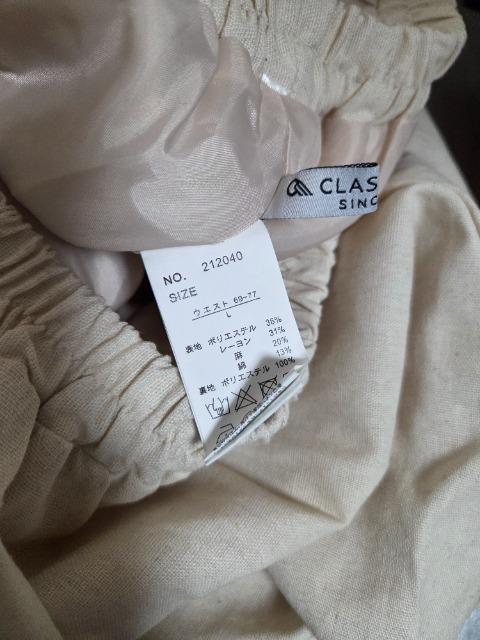 CLAS
SINC
NO. 212040
SIZE
ウエスト 69-77
L
表地 ポリエステル 36%
レーヨン 31%
麻 20%
綿 13%
裏地 ポリエステル 100%